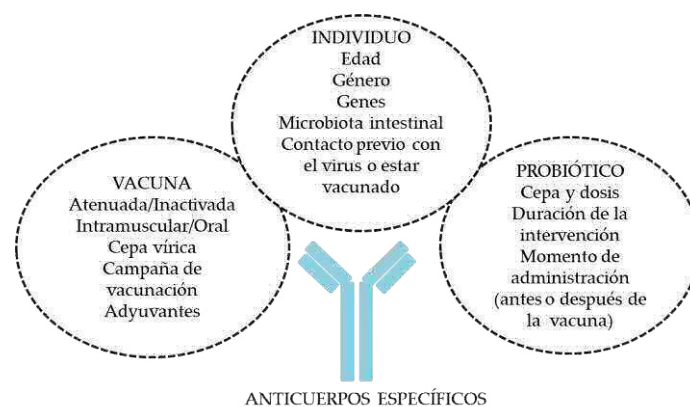 INDIVIDUO
Edad
Género
Genes
Microbiota intestinal
Contacto previo con
el virus o estar
vacunado
VACUNA
Atenuada/Inactivada
Intramuscular/Oral
Cepa vírica
Campaña de
vacunación
Adyuvantes
PROBIÓTICO
Cepa y dosis
Duración de la
intervención
Momento de
administración
(antes o después de
la vacuna)
ANTICUERPOS ESPECÍFICOS